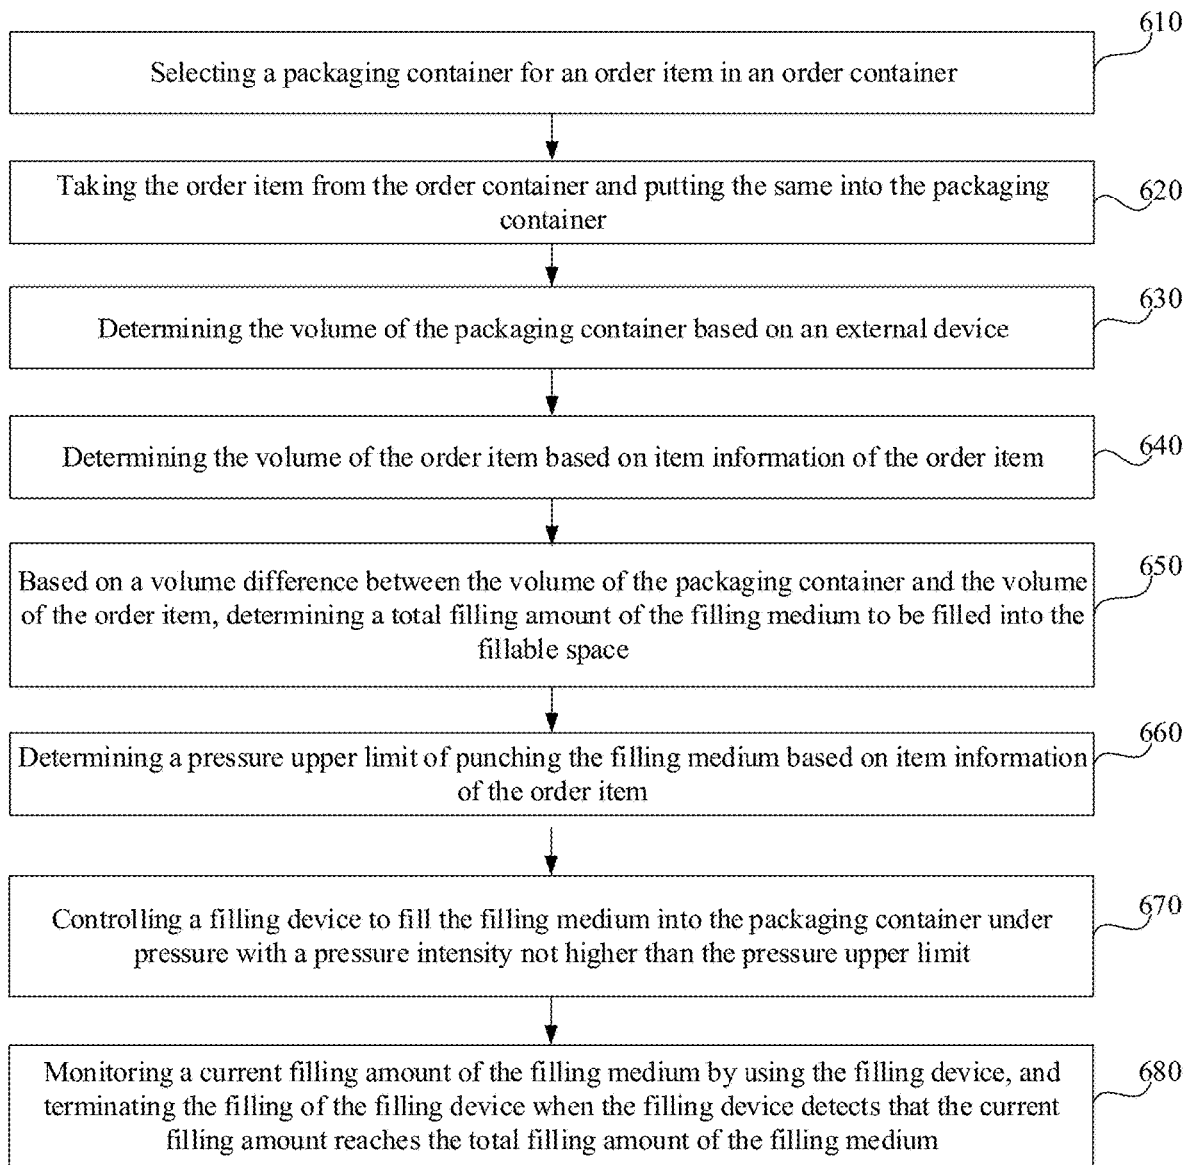 610
Selecting a packaging container for an order item in an order container
Taking the order item from the order container and putting the same into the packaging
container
620
630
Determining the volume of the packaging container based on an external device
640
Determining the volume of the order item based on item information of the order item
Based on a volume difference between the volume of the packaging container and the volume
of the order item, determining a total filling amount of the filling medium to be filled into the
fillable space
650
660
Determining a pressure upper limit of punching the filling medium based on item information
of the order item
670
Controlling a filling device to fill the filling medium into the packaging container under
pressure with a pressure intensity not higher than the pressure upper limit
Monitoring a current filling amount of the filling medium by using the filling device, and
terminating the filling of the filling device when the filling device detects that the current
filling amount reaches the total filling amount of the filling medium
680